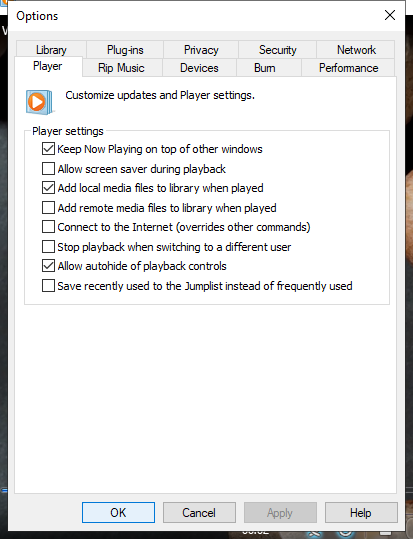 Options
Library Plug-ins Privacy Security Network
Player Rip Music Devices Burn Performance
Customize updates and Player settings.
Player settings
Keep Now Playing on top of other windows
Allow screen saver during playback
Add local media files to library when played
Add remote media files to library when played
Connect to the Internet (overrides other commands)
Stop playback when switching to a different user
Allow autohide of playback controls
Save recently used to the Jumplist instead of frequently used
OK Cancel Apply Help